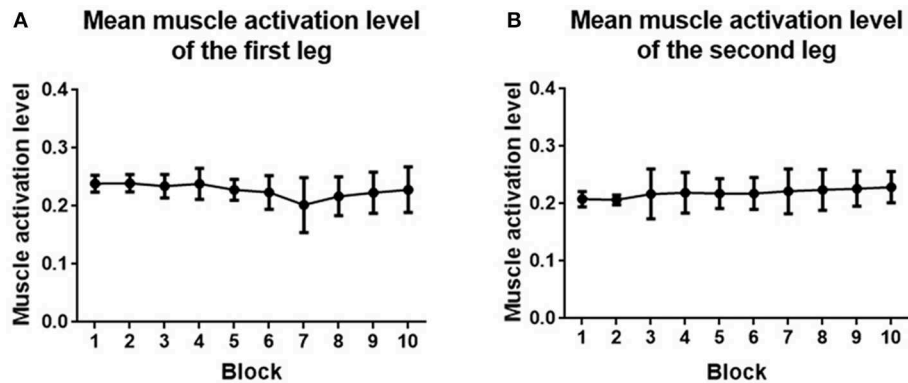 A
Mean muscle activation level
of the first leg
Muscle activation level
0.4
0.3
0.2
0.1
0.0
1 2 3 4 5 6 7 8 9 10
Block
B
Mean muscle activation level
of the second leg
Muscle activation level
0.4
0.3
0.2
0.1
0.0
1 2 3 4 5 6 7 8 9 10
Block